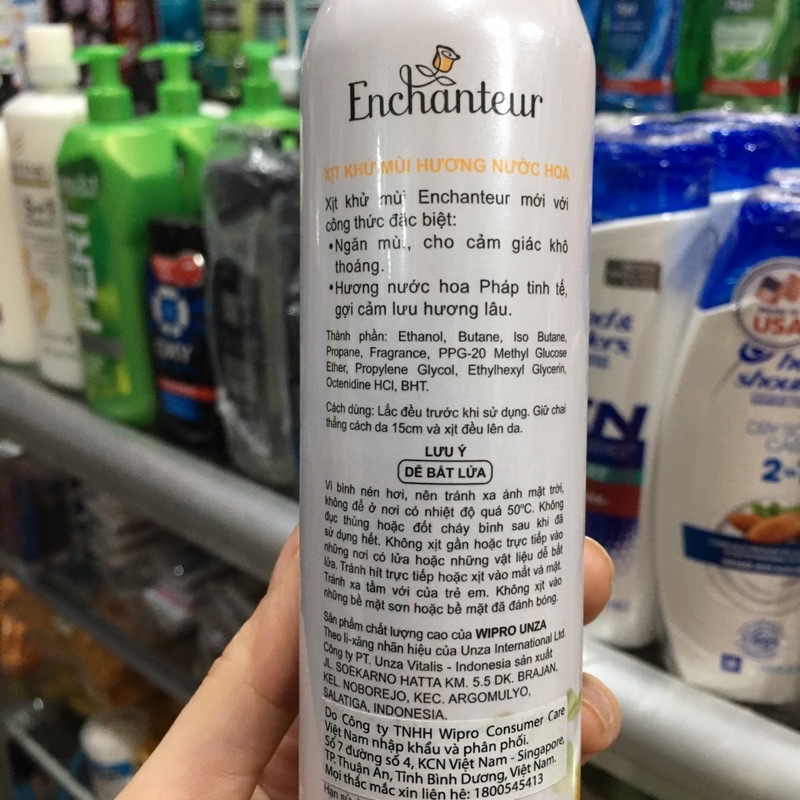 Enchanteur
XỊT KHỬ MÙI HƯƠNG NƯỚC HOA
Xịt khử mùi Enchanteur mới với
công thức đặc biệt:
•Ngăn mùi, cho cảm giác khô
thoáng.
•Hương nước hoa Pháp tinh tế,
gợi cảm lưu hương lâu.
Thành phần: Ethanol, Butane, Iso Butane,
Propane, Fragrance, PPG-20 Methyl Glucose
Ether, Propylene Glycol, Ethylhexyl Glycerin,
Octenidine HCl, BHT.
Cách dùng: Lắc đều trước khi sử dụng. Giữ chai
thẳng cách da 15cm và xịt đều lên da.
LƯU Ý
DỄ BẮT LỬA
Vì bình nén hơi, nên tránh xa ánh mặt trời,
không để ở nơi có nhiệt độ quá 50°C. Không
đục thủng hoặc đốt cháy bình sau khi đã
sử dụng hết. Không xịt gần hoặc trực tiếp vào
những nơi có lửa hoặc những vật liệu dễ bắt
lửa. Tránh hít trực tiếp hoặc xịt vào mắt và mặt.
Tránh xa tầm với của trẻ em. Không xịt vào
những bề mặt sơn hoặc bề mặt đã đánh bóng.
Sản phẩm chất lượng cao của WIPRO UNZA
Theo li-xăng nhãn hiệu của Unza International Ltd.
Công ty PT. Unza Vitalis - Indonesia sản xuất
JL. SOEKARNO HATTA KM. 5.5 DK. BRAJAN,
KEL. NOBOREJO, KEC. ARGOMULYO,
SALATIGA, INDONESIA.
Do Công ty TNHH Wipro Consumer Care
Việt Nam nhập khẩu và phân phối.
Số 7 đường số 4, KCN Việt Nam - Singapore,
TP.Thuận An, Tỉnh Bình Dương, Việt Nam.
Mọi thắc mắc xin liên hệ: 1800545413
PERT
USA
2in